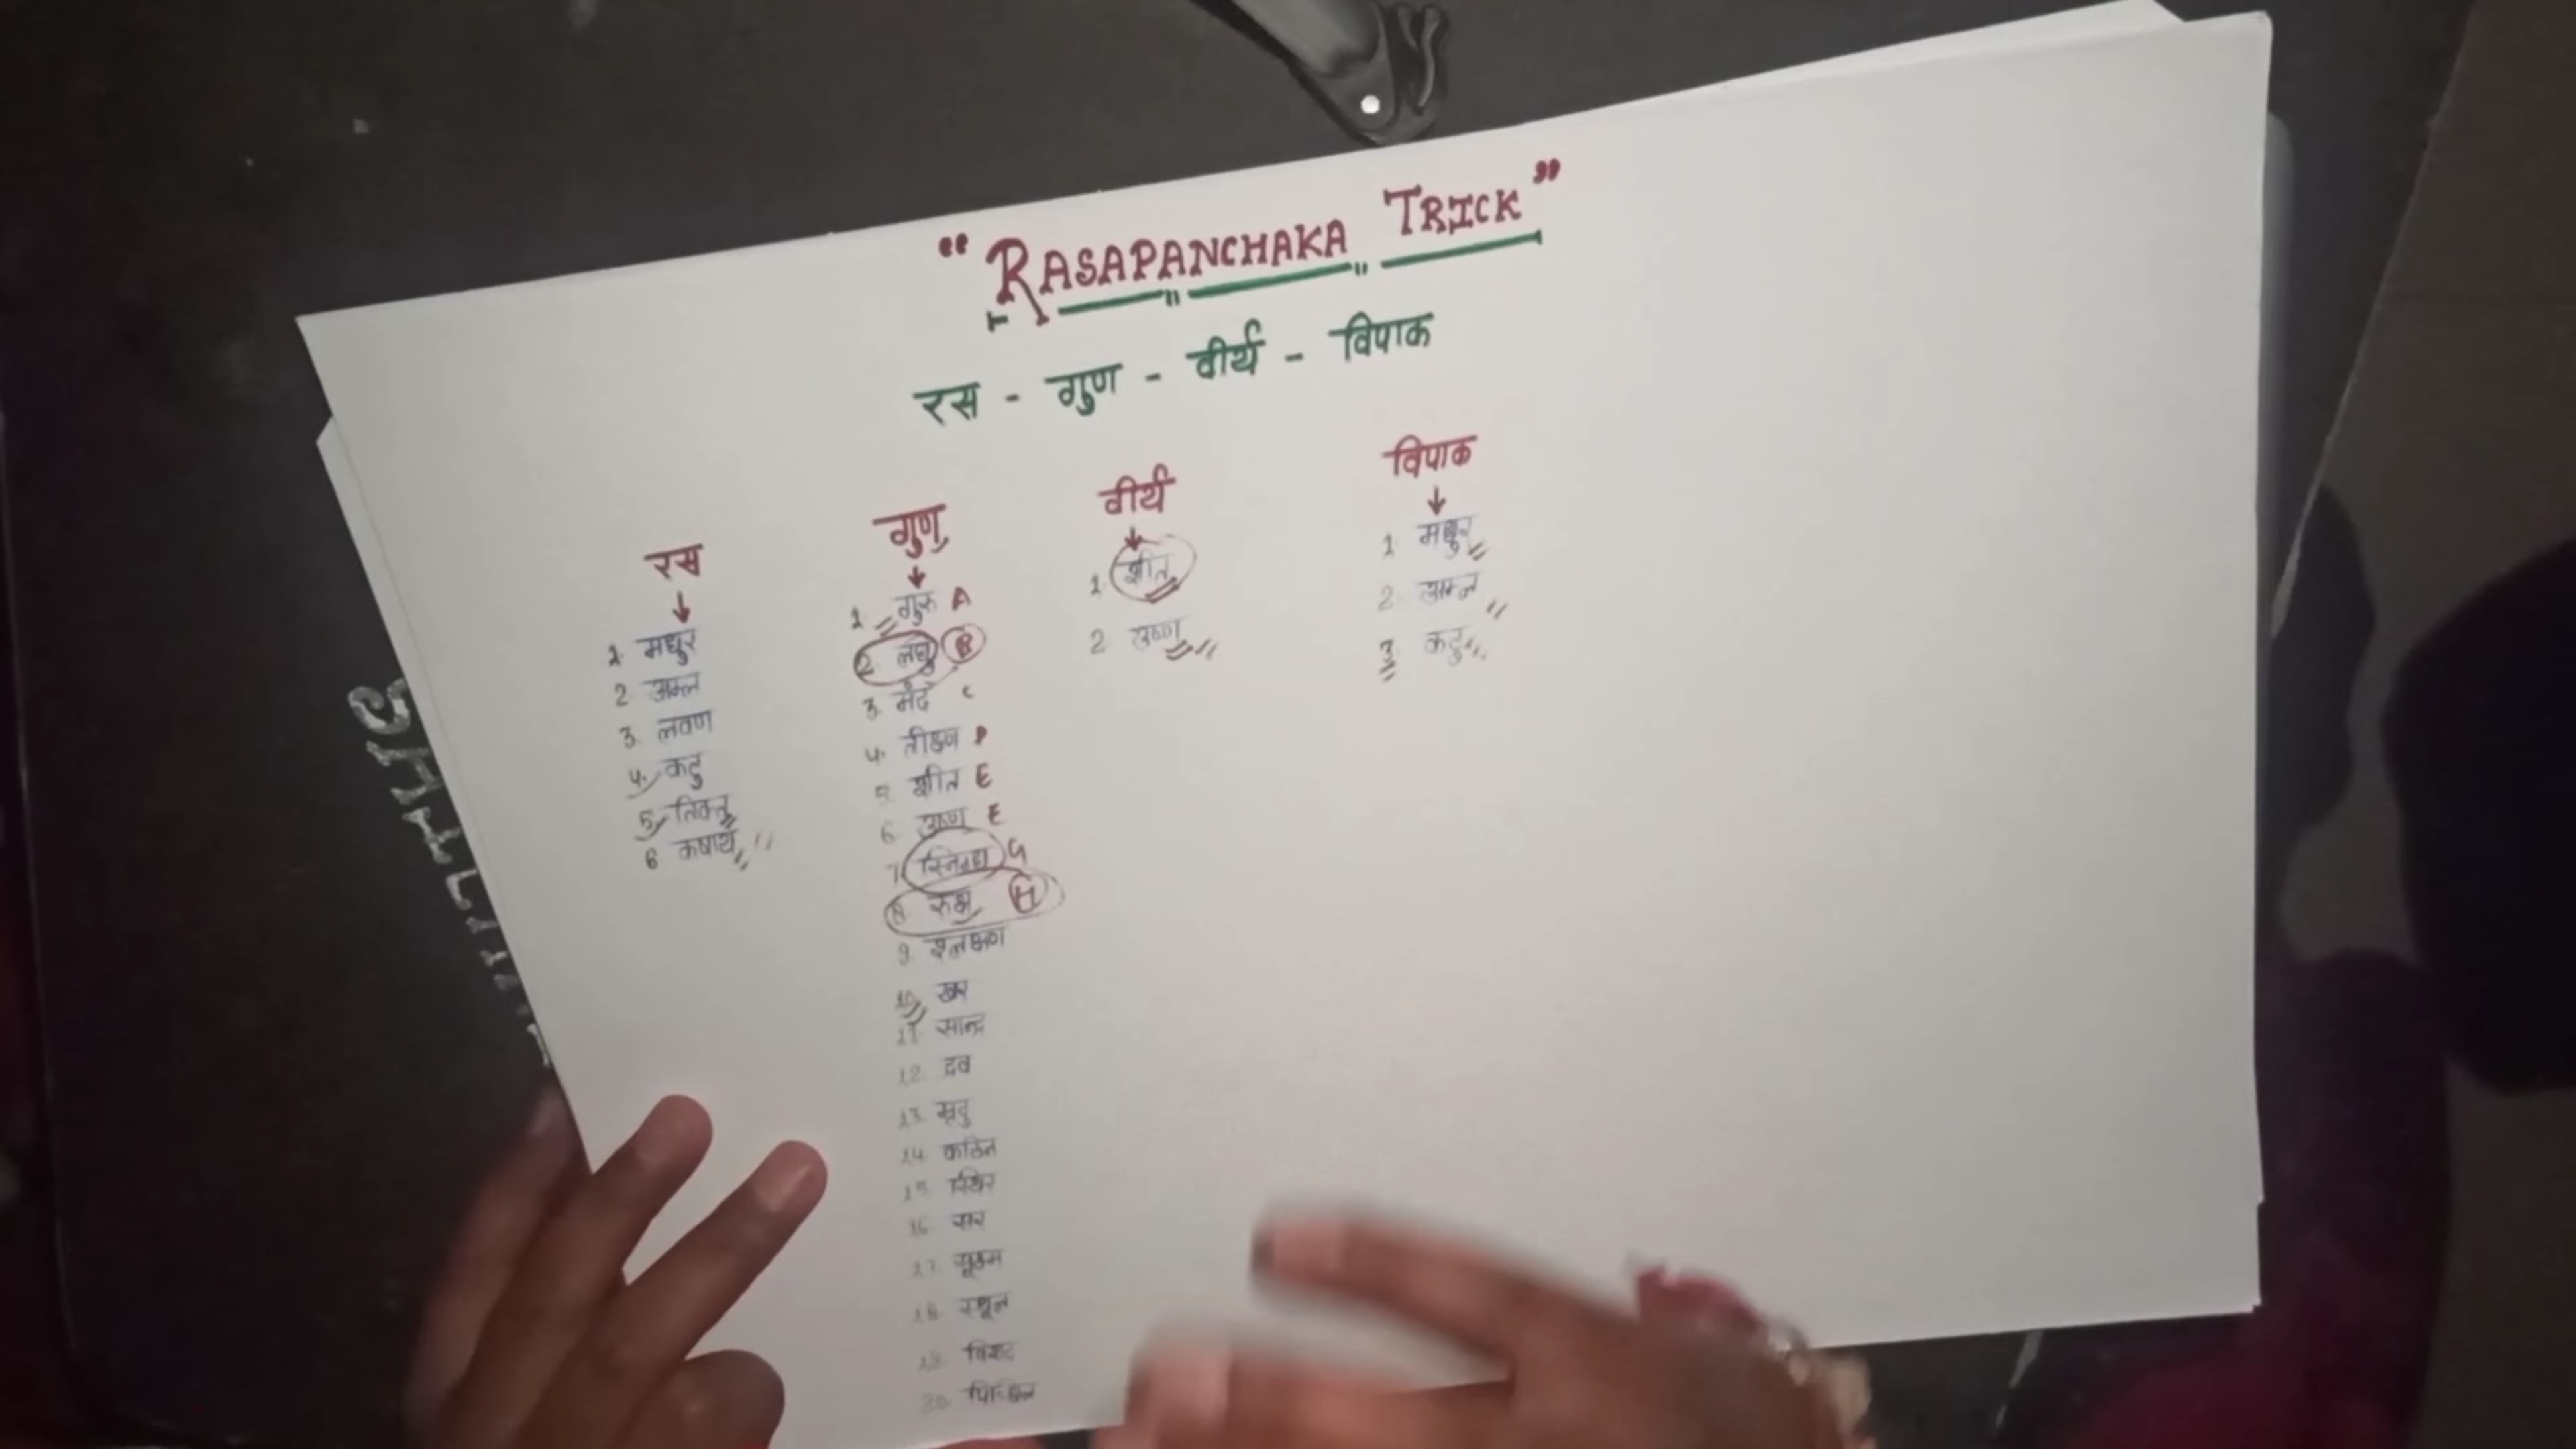 "RASAPANCHAKA TRICK"
रस - गुण - वीर्य - विपाक
रस
↓
1. मधुर
2. अम्ल
3. लवण
4. कटु
5. तिक्त
6 कषाय
गुण
↓
1 गुरु A
2. लघु B
3. मंद C
4. तीक्ष्ण D
5. शीत E
6. उष्ण E
7 स्निग्ध G
8 रुक्ष H
9. श्लक्ष्ण
10. खर
11. सान्द्र
12. द्रव
13. मृदु
14. कठिन
15. स्थिर
16. सर
17. सूक्ष्म
18. स्थूल
19. विशद
20. पिच्छिल
वीर्य
↓
1 शीत
2. उष्ण
विपाक
↓
1 मधुर
2. अम्ल
3 कटु